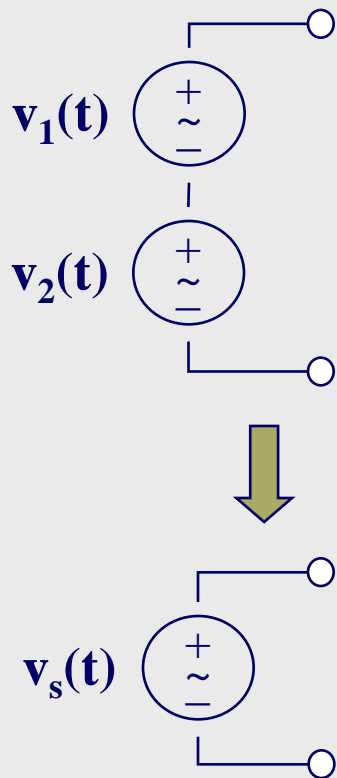 +
v₁(t) ~
−
+
v₂(t) ~
−
+
vₛ(t) ~
−